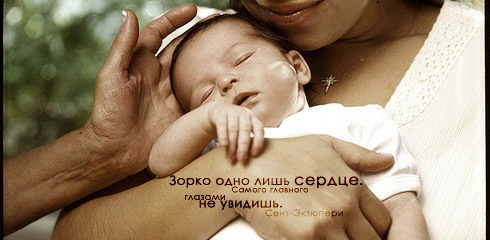 Зорко одно лишь сердце.
Самого главного
глазами
не увидишь.
Сент-Экзюпери